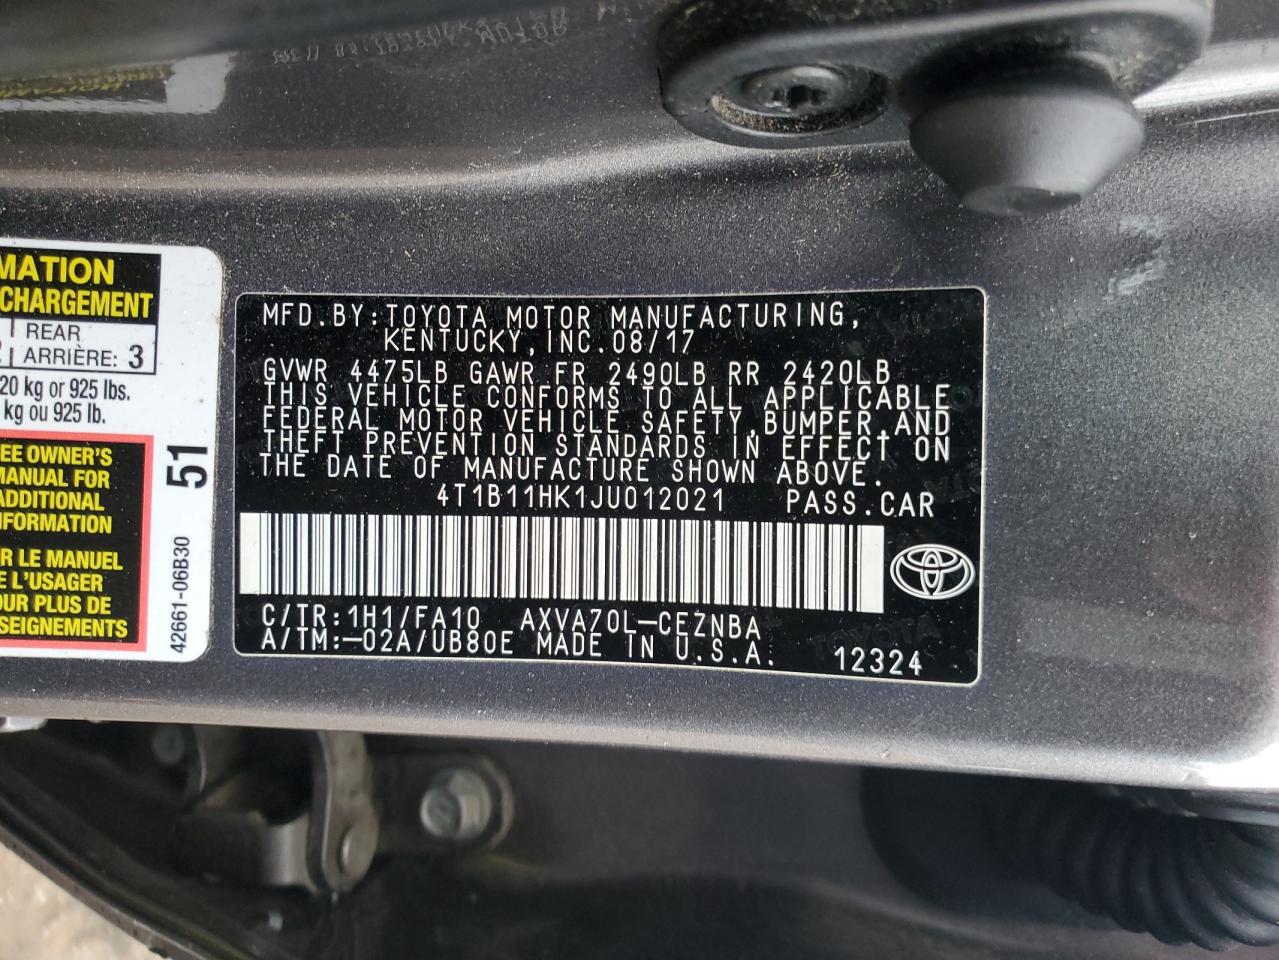 MATION
CHARGEMENT
REAR
ARRIÈRE: 3
20 kg or 925 lbs.
kg ou 925 lb.
EE OWNER'S
MANUAL FOR
ADDITIONAL
NFORMATION
R LE MANUEL
E L'USAGER
OUR PLUS DE
SEIGNEMENTS
51
42661-06B30
MFD.BY:TOYOTA MOTOR MANUFACTURING,
KENTUCKY,INC.08/17
GVWR 4475LB GAWR FR 2490LB RR 2420LB
THIS VEHICLE CONFORMS TO ALL APPLICABLE
FEDERAL MOTOR VEHICLE SAFETY,BUMPER,AND
THEFT PREVENTION STANDARDS IN EFFECT ON
THE DATE OF MANUFACTURE SHOWN ABOVE.
4T1B11HK1JU012021 PASS.CAR
C/TR:1H1/FA10 AXVA70L-CEZNBA
A/TM:-02A/UB80E MADE IN U.S.A. 12324